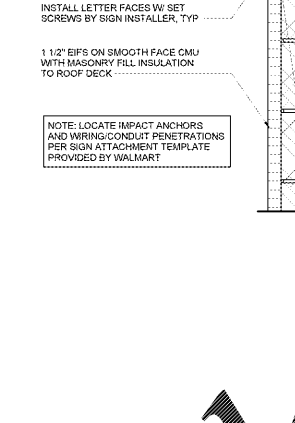 INSTALL LETTER FACES W/ SET
SCREWS BY SIGN INSTALLER, TYP
1 1/2" EIFS ON SMOOTH FACE CMU
WITH MASONRY FILL INSULATION
TO ROOF DECK
NOTE: LOCATE IMPACT ANCHORS
AND WIRING/CONDUIT PENETRATIONS
PER SIGN ATTACHMENT TEMPLATE
PROVIDED BY WALMART